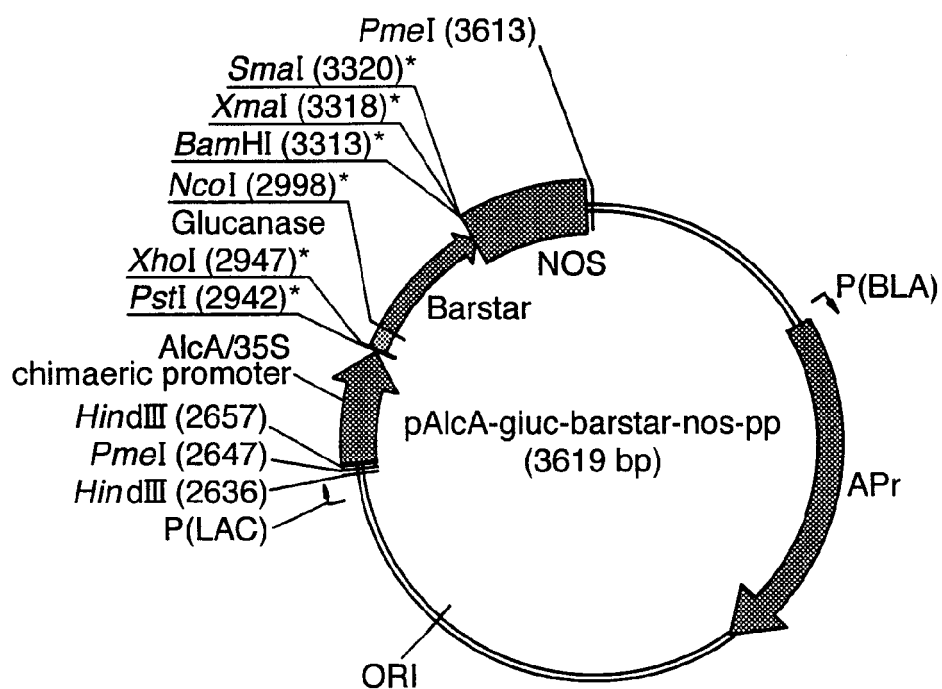 PmeI (3613)
SmaI (3320)*
XmaI (3318)*
BamHI (3313)*
NcoI (2998)*
Glucanase
XhoI (2947)*
PstI (2942)*
AlcA/35S
chimaeric promoter
HindIII (2657)
PmeI (2647)
HindIII (2636)
P(LAC)
ORI
NOS
Barstar
P(BLA)
APr
pAlcA-giuc-barstar-nos-pp
(3619 bp)